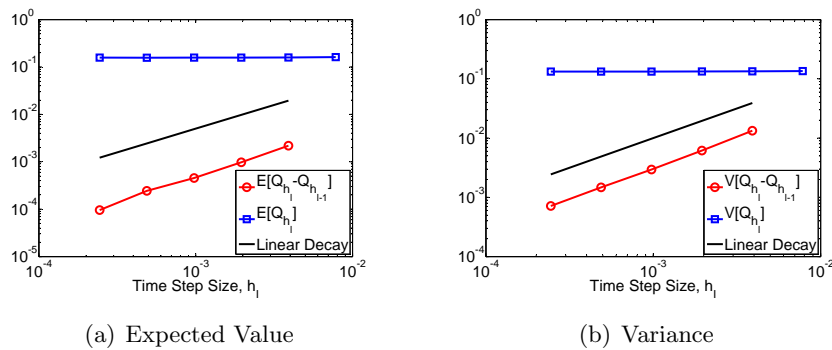 10^0
10^-1
10^-2
10^-3
10^-4
10^-5
10^-4
10^-3
10^-2
Time Step Size, h_l
E[Q_{h_l}-Q_{h_{l-1}}]
E[Q_{h_l}]
Linear Decay
(a) Expected Value
10^0
10^-1
10^-2
10^-3
10^-4
10^-4
10^-3
10^-2
Time Step Size, h_l
V[Q_{h_l}-Q_{h_{l-1}}]
V[Q_{h_l}]
Linear Decay
(b) Variance